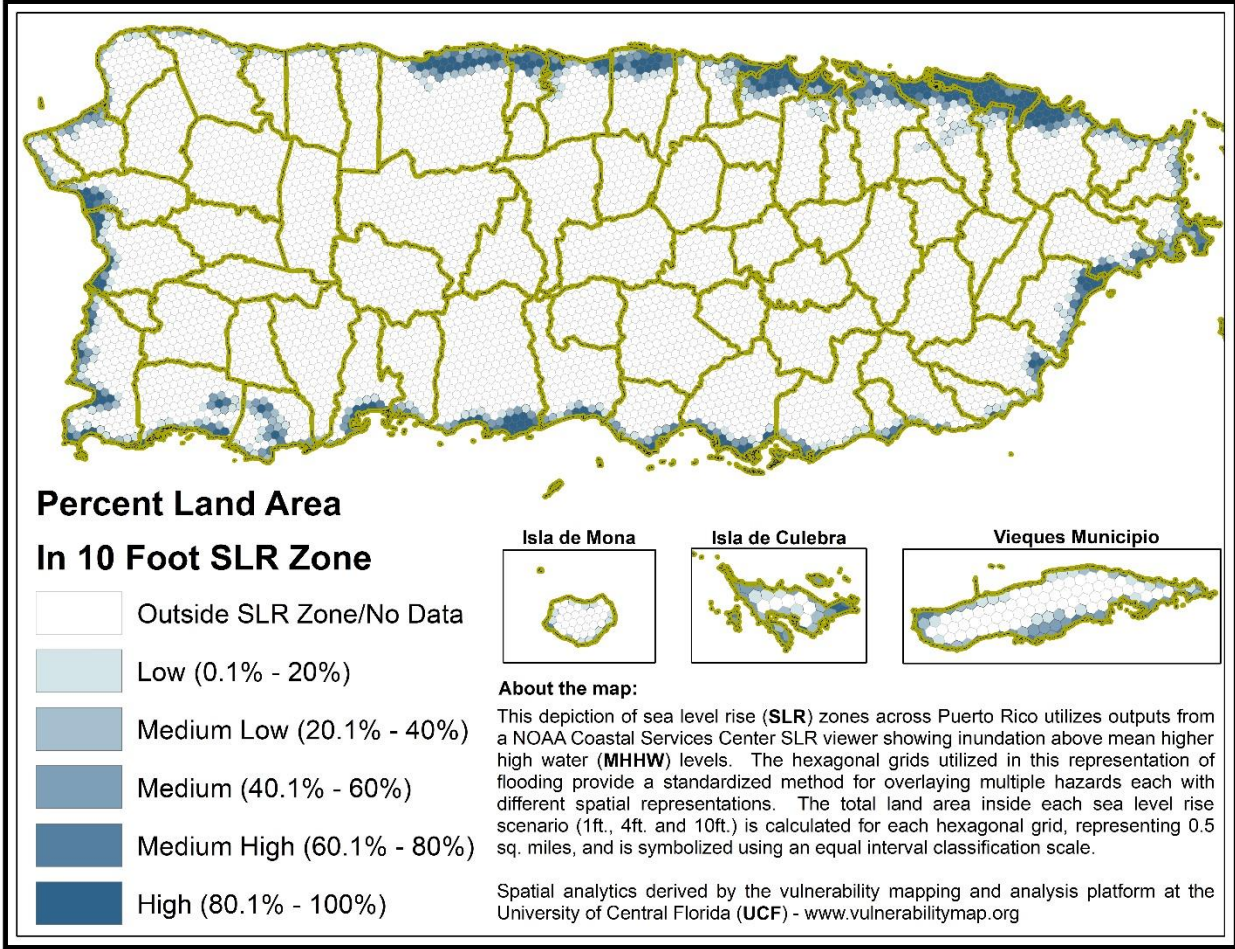 Percent Land Area
In 10 Foot SLR Zone
Outside SLR Zone/No Data
Low (0.1% - 20%)
Medium Low (20.1% - 40%)
Medium (40.1% - 60%)
Medium High (60.1% - 80%)
High (80.1% - 100%)
Isla de Mona
Isla de Culebra
Vieques Municipio
About the map:
This depiction of sea level rise (SLR) zones across Puerto Rico utilizes outputs from
a NOAA Coastal Services Center SLR viewer showing inundation above mean higher
high water (MHHW) levels. The hexagonal grids utilized in this representation of
flooding provide a standardized method for overlaying multiple hazards each with
different spatial representations. The total land area inside each sea level rise
scenario (1ft., 4ft. and 10ft.) is calculated for each hexagonal grid, representing 0.5
sq. miles, and is symbolized using an equal interval classification scale.
Spatial analytics derived by the vulnerability mapping and analysis platform at the
University of Central Florida (UCF) - www.vulnerabilitymap.org